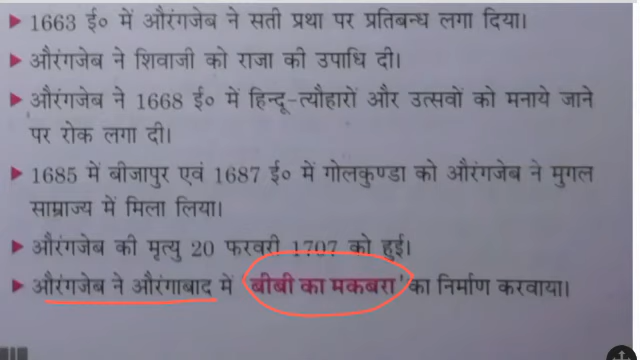 ▶ 1663 ई० में औरंगजेब ने सती प्रथा पर प्रतिबन्ध लगा दिया।
▶ औरंगजेब ने शिवाजी को राजा की उपाधि दी।
▶ औरंगजेब ने 1668 ई० में हिन्दू-त्यौहारों और उत्सवों को मनाये जाने
पर रोक लगा दी।
▶ 1685 में बीजापुर एवं 1687 ई० में गोलकुण्डा को औरंगजेब ने मुगल
साम्राज्य में मिला लिया।
▶ औरंगजेब की मृत्यु 20 फरवरी 1707 को हुई।
▶ औरंगजेब ने औरंगाबाद में 'बीबी का मकबरा' का निर्माण करवाया।